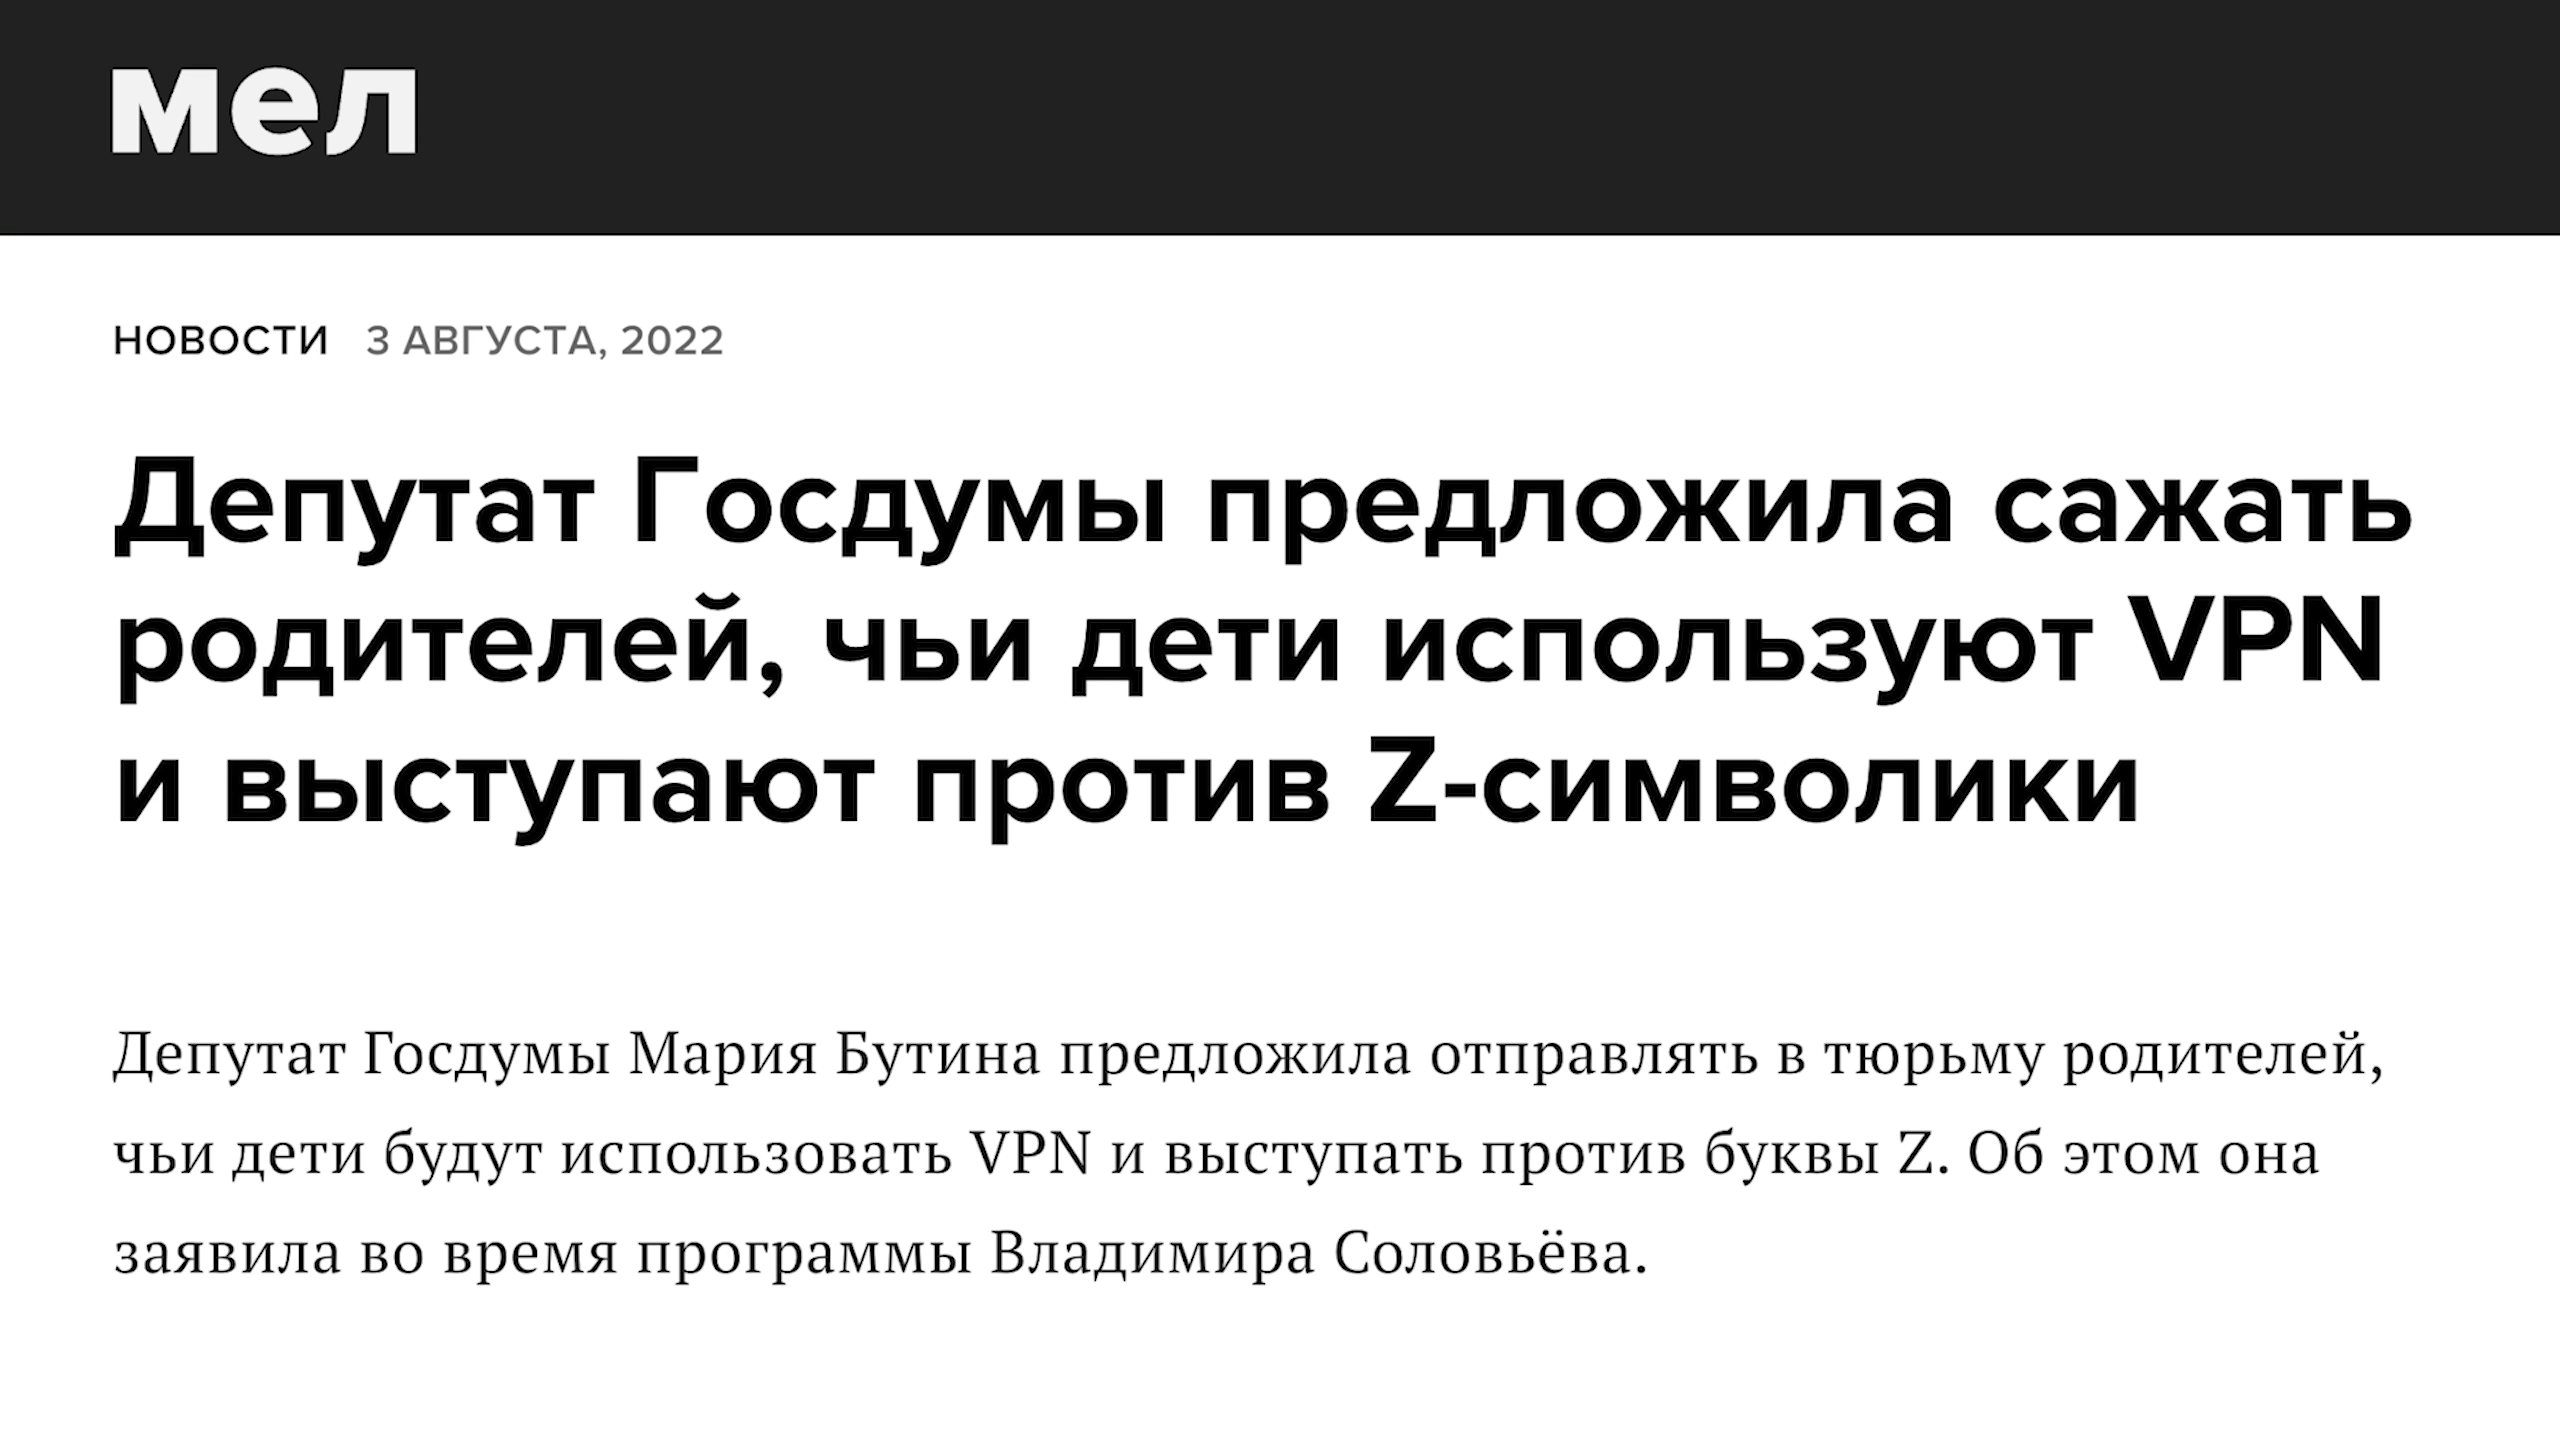 мел
НОВОСТИ 3 АВГУСТА, 2022
Депутат Госдумы предложила сажать
родителей, чьи дети используют VPN
и выступают против Z-символики
Депутат Госдумы Мария Бутина предложила отправлять в тюрьму родителей,
чьи дети будут использовать VPN и выступать против буквы Z. Об этом она
заявила во время программы Владимира Соловьёва.